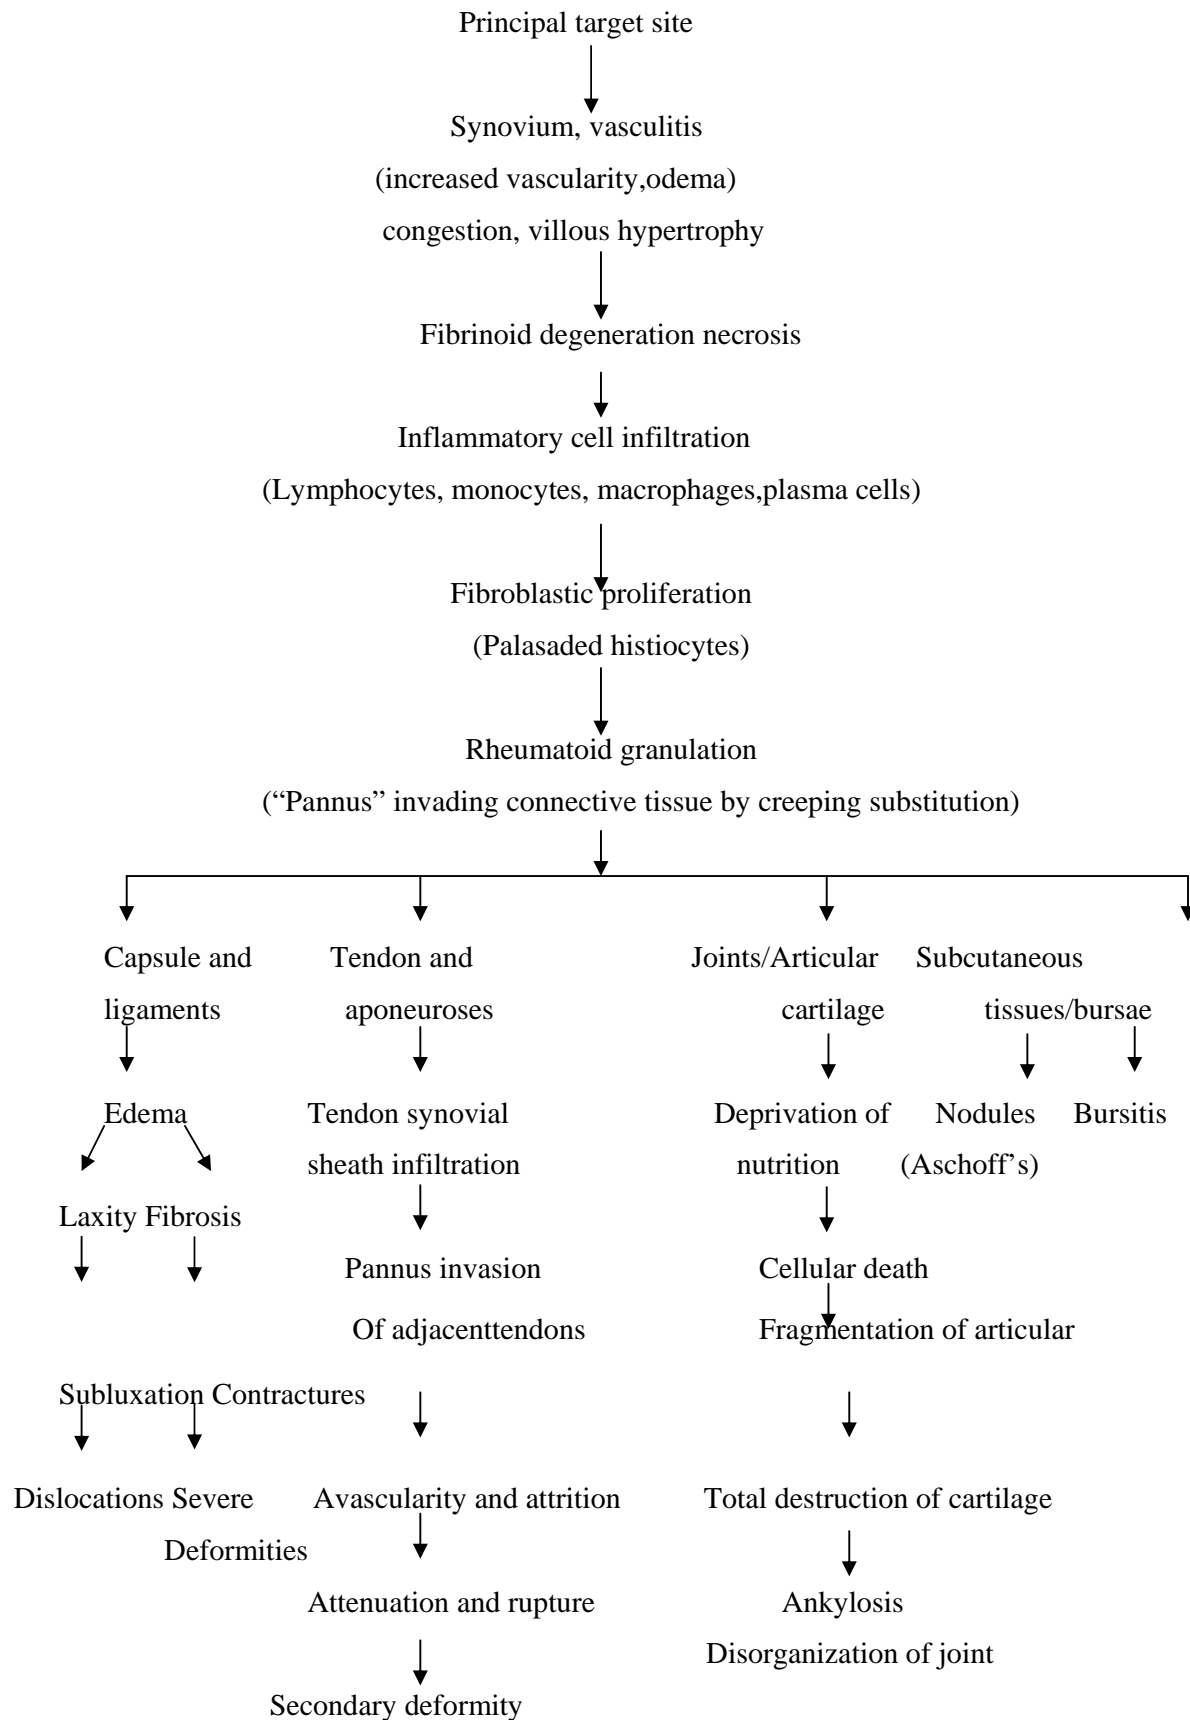 Principal target site
Synovium, vasculitis
(increased vascularity,odema)
congestion, villous hypertrophy
Fibrinoid degeneration necrosis
Inflammatory cell infiltration
(Lymphocytes, monocytes, macrophages,plasma cells)
Fibroblastic proliferation
(Palasaded histiocytes)
Rheumatoid granulation
(“Pannus” invading connective tissue by creeping substitution)
Capsule and Tendon and Joints/Articular Subcutaneous
ligaments aponeuroses cartilage tissues/bursae
Edema Tendon synovial Deprivation of Nodules Bursitis
sheath infiltration nutrition (Aschoff’s)
Laxity Fibrosis
Pannus invasion Cellular death
Of adjacenttendons Fragmentation of articular
Subluxation Contractures
Dislocations Severe Avascularity and attrition Total destruction of cartilage
Deformities
Attenuation and rupture Ankylosis
Disorganization of joint
Secondary deformity